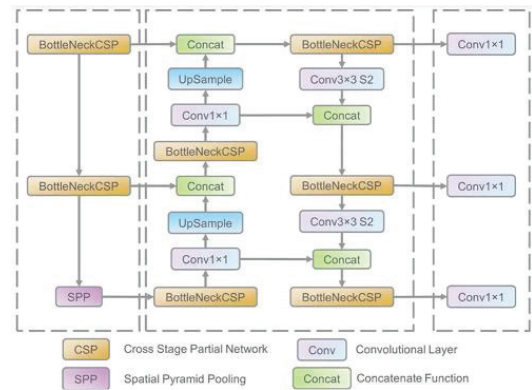 BottleNeckCSP
Concat
BottleNeckCSP
Conv1×1
UpSample
Conv3×3 S2
Conv1×1
Concat
BottleNeckCSP
BottleNeckCSP
Concat
BottleNeckCSP
Conv1×1
UpSample
Conv3×3 S2
Conv1×1
Concat
SPP
BottleNeckCSP
BottleNeckCSP
Conv1×1
CSP Cross Stage Partial Network
Conv Convolutional Layer
SPP Spatial Pyramid Pooling
Concat Concatenate Function